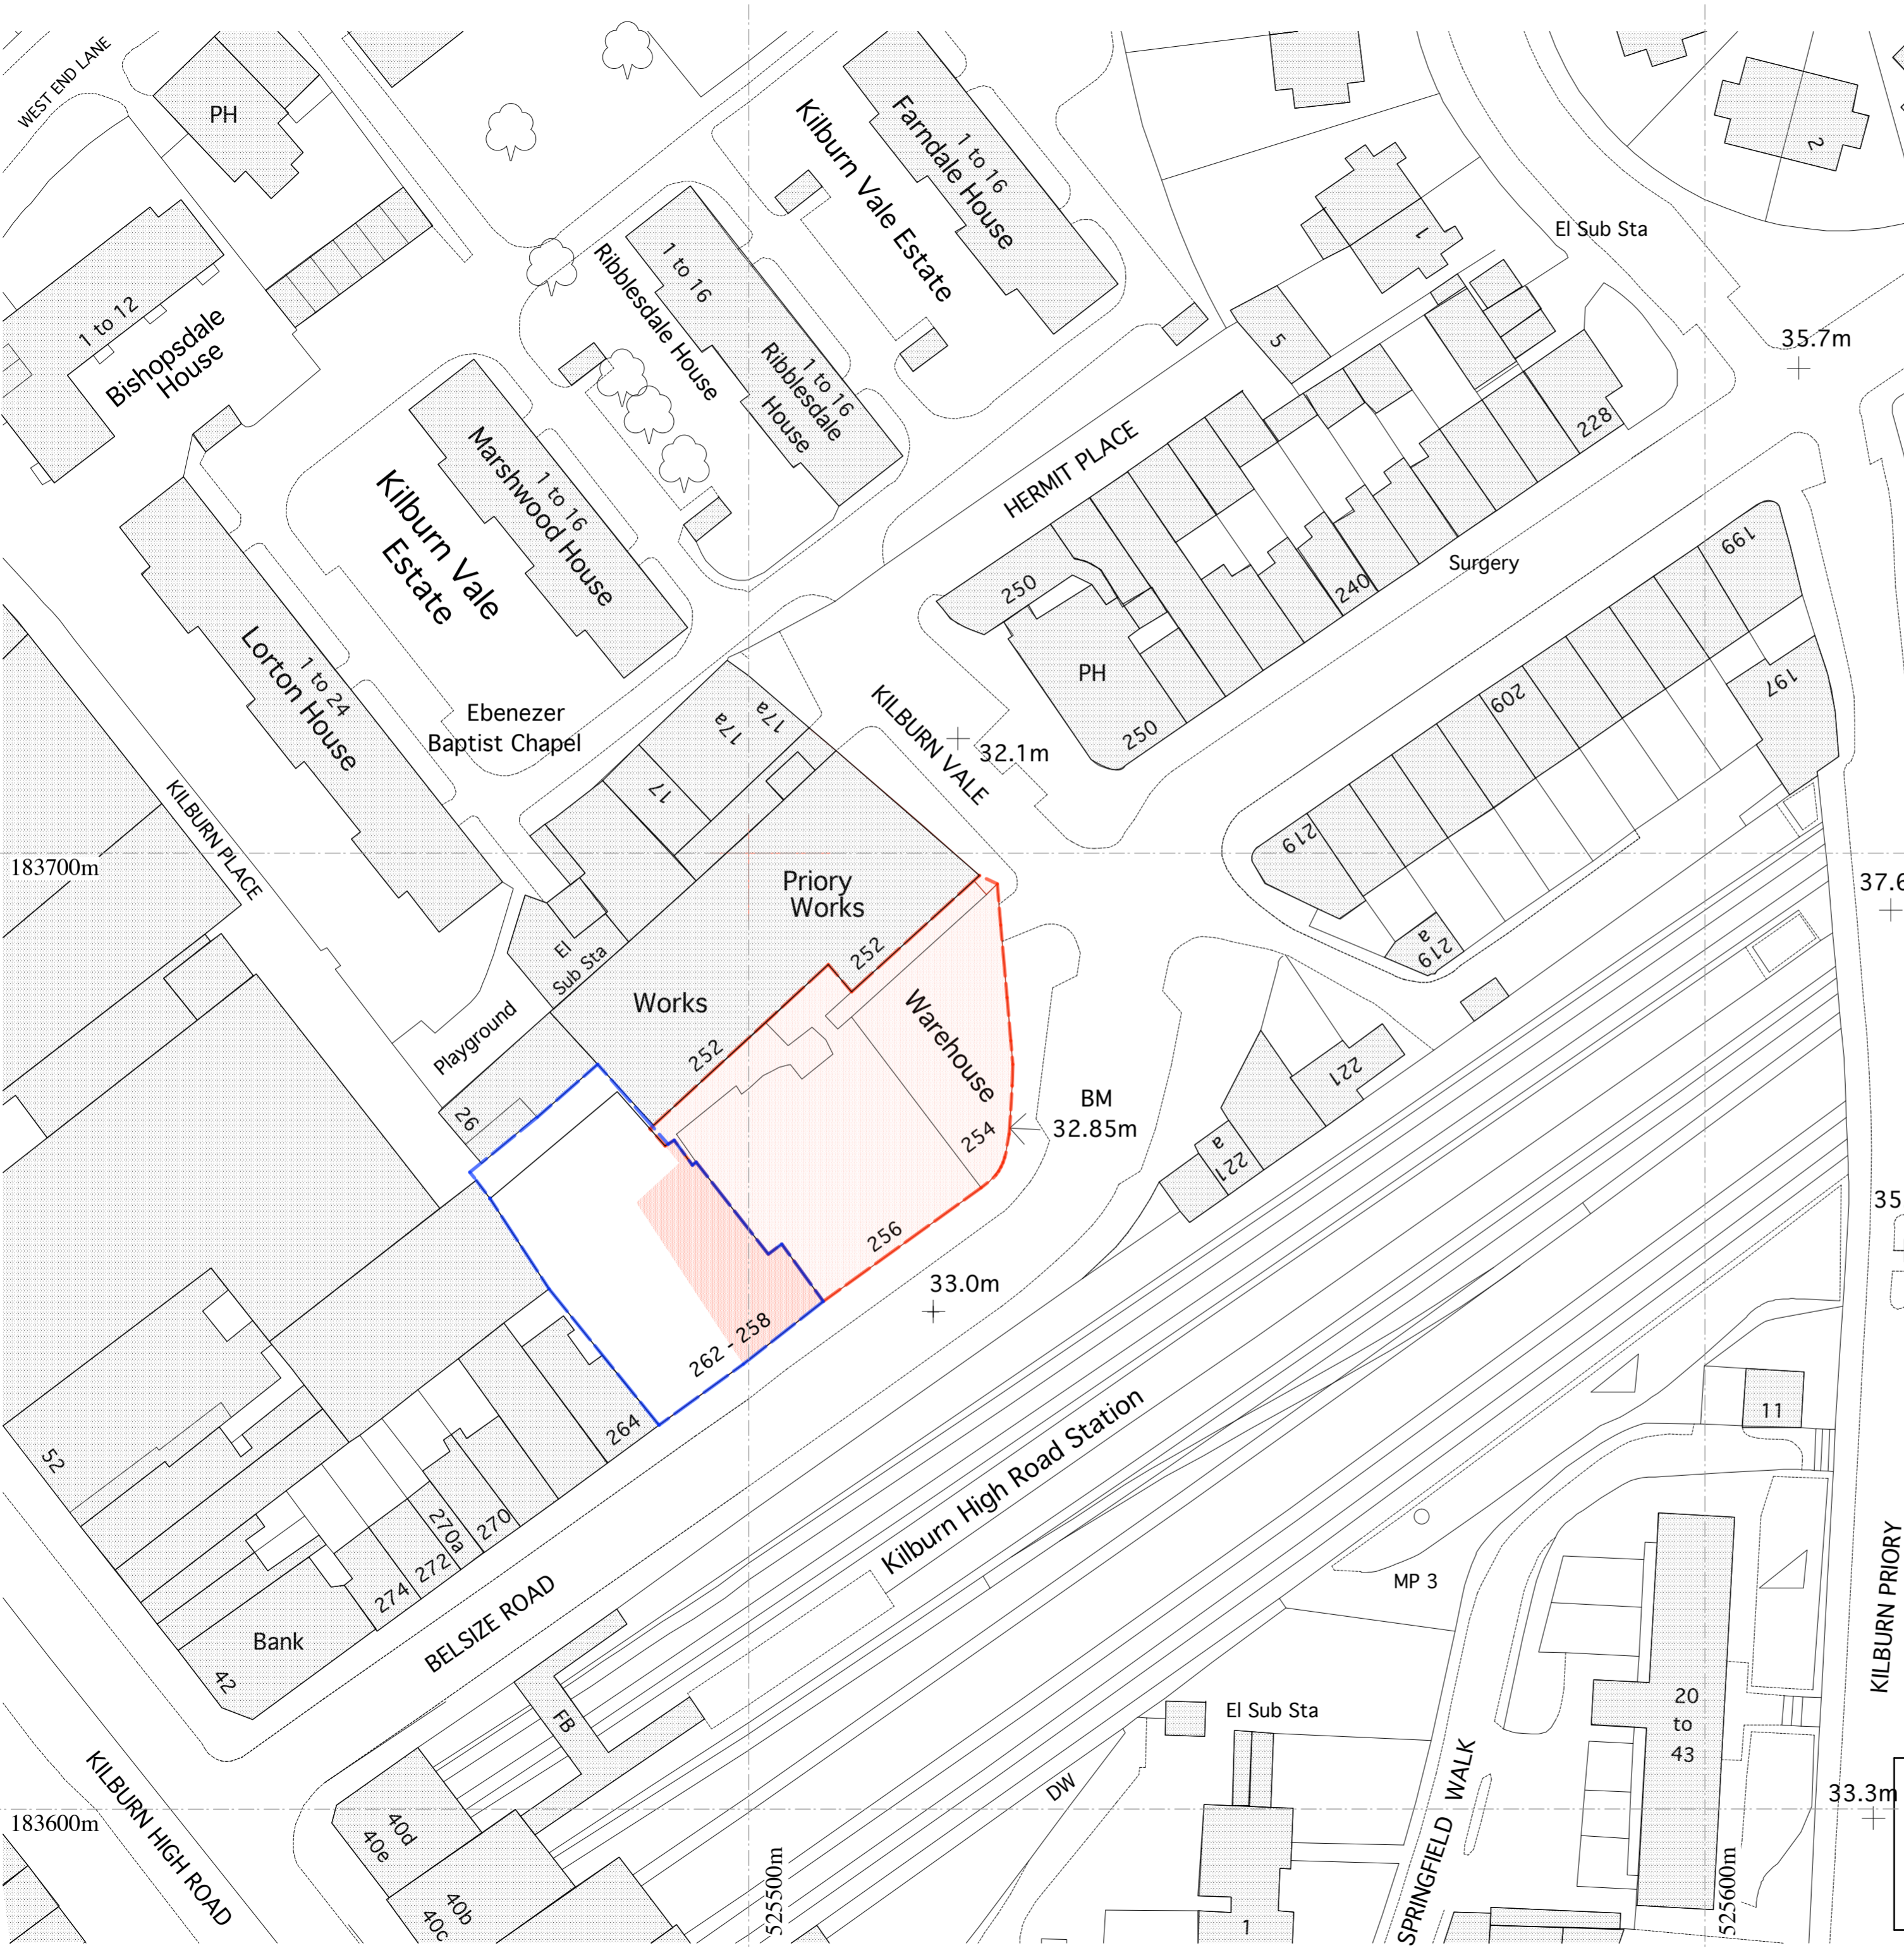 WEST END LANE
PH
1 to 12
Bishopsdale
House
Kilburn Vale Estate
1 to 16
Farndale House
1 to 16
Ribblesdale House
1 to 16
Ribblesdale
House
El Sub Sta
2
1
5
35.7m
228
HERMIT PLACE
Surgery
240
250
PH
250
199
197
209
219
219 a
1 to 16
Marshwood House
Kilburn Vale
Estate
1 to 24
Lorton House
KILBURN PLACE
Ebenezer
Baptist Chapel
17a
17a
17
KILBURN VALE
32.1m
183700m
37.6
Priory
Works
El
Sub Sta
Works
252
252
Warehouse
254
256
Playground
26
BM
32.85m
221
221 a
35
33.0m
262 - 258
264
52
270
270a
272
274
Bank
42
BELSIZE ROAD
Kilburn High Road Station
11
MP 3
KILBURN PRIORY
FB
El Sub Sta
20
to
43
DW
SPRINGFIELD WALK
33.3m
183600m
KILBURN HIGH ROAD
40d
40e
40b
40c
525500m
1
525600m